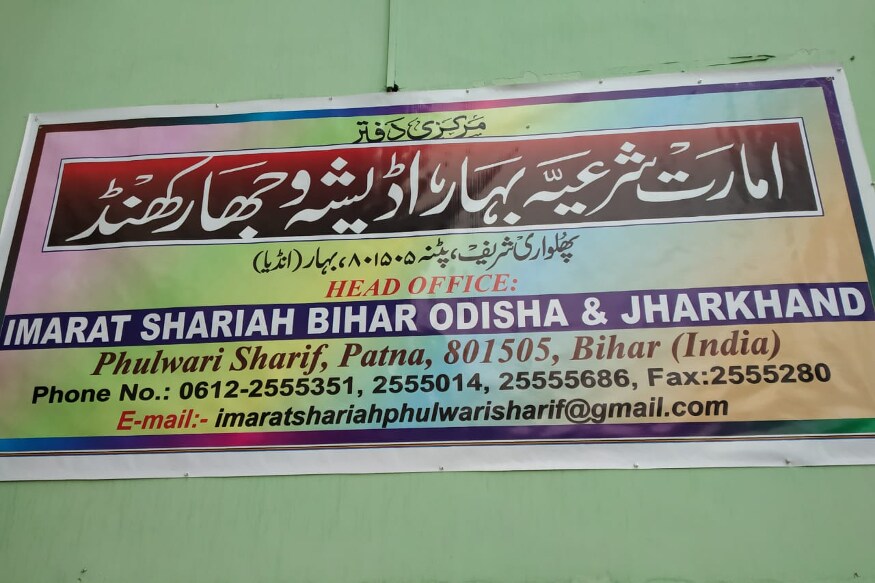 مرکزی دفتر
امارت شرعیہ بہار، اڈیشہ و جھارکھنڈ
پھلواری شریف، پٹنہ ۸۰۱۵۰۵، بہار (انڈیا)
HEAD OFFICE:
IMARAT SHARIAH BIHAR ODISHA & JHARKHAND
Phulwari Sharif, Patna, 801505, Bihar (India)
Phone No.: 0612-2555351, 2555014, 25555686, Fax:2555280
E-mail:- imaratshariahphulwarisharif@gmail.com